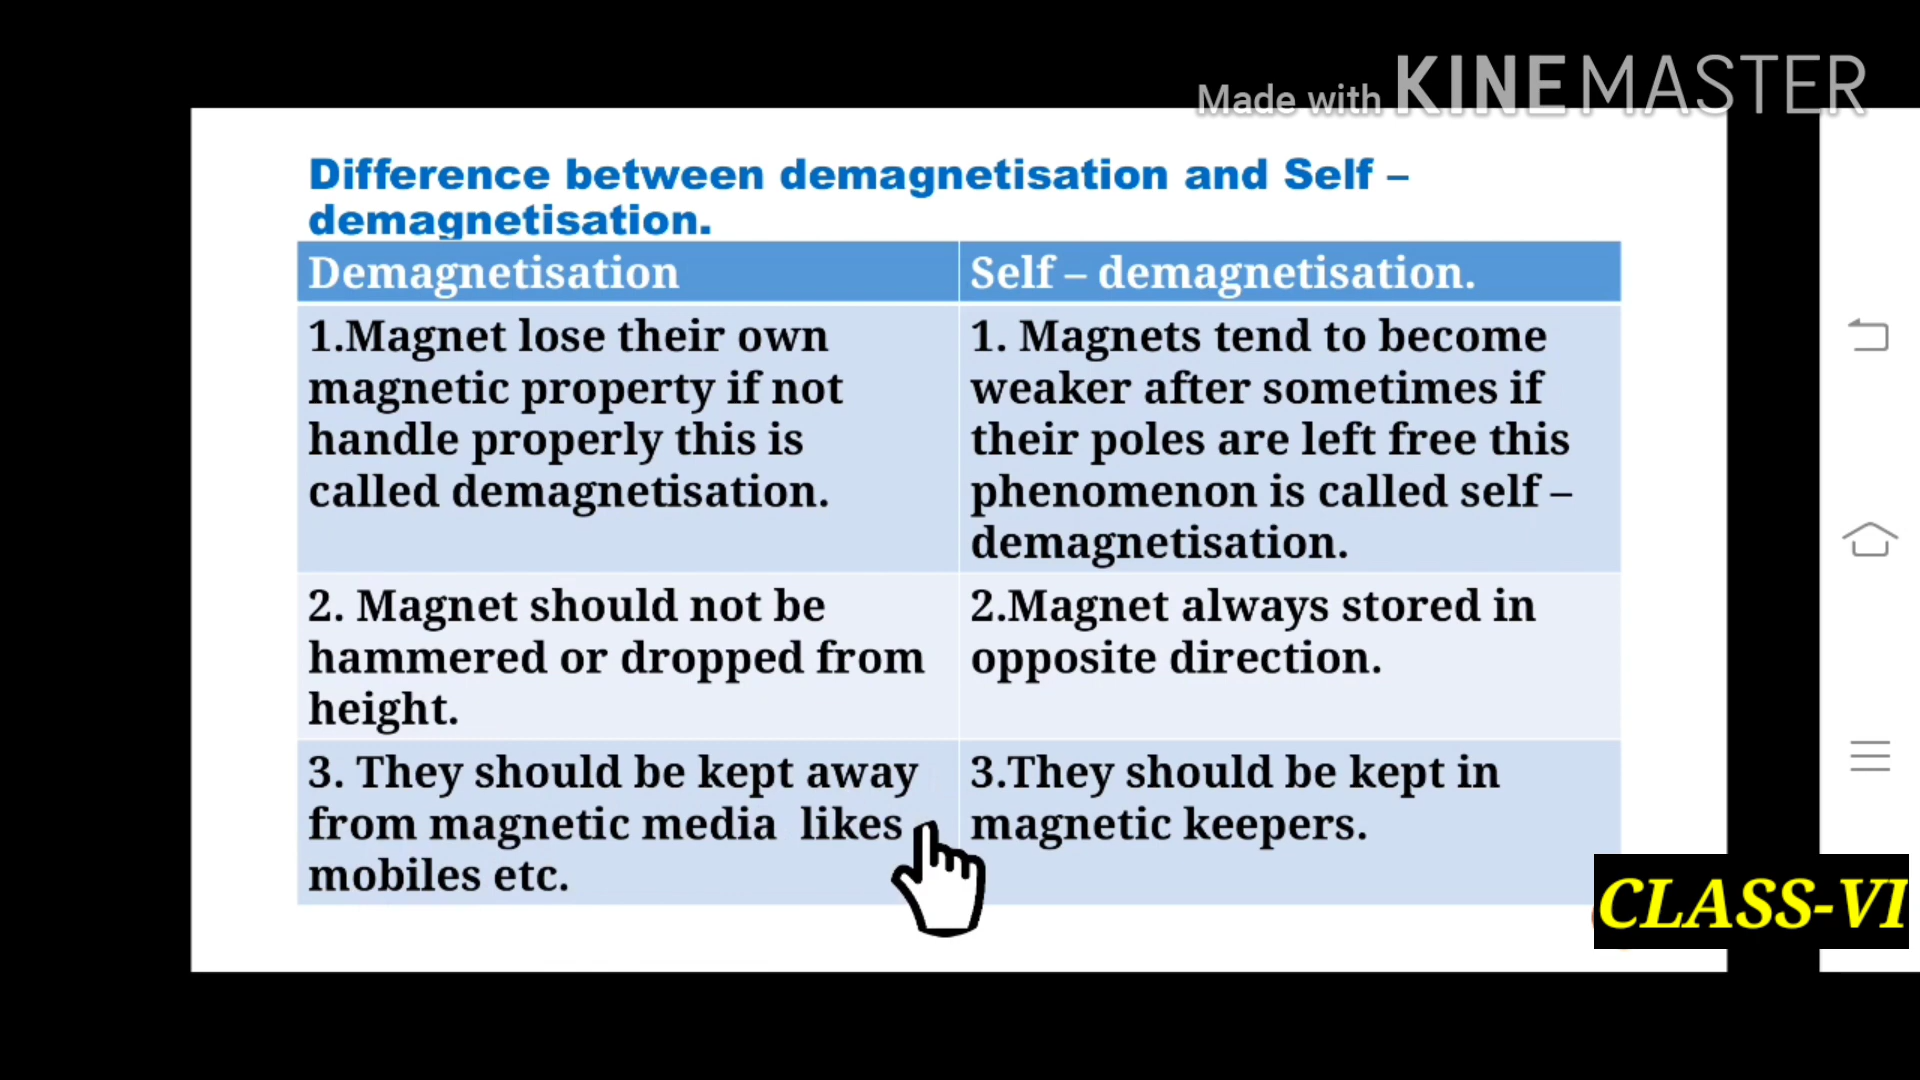 Made with KINEMASTER
Difference between demagnetisation and Self –
demagnetisation.
Demagnetisation
1.Magnet lose their own
magnetic property if not
handle properly this is
called demagnetisation.
Self – demagnetisation.
1. Magnets tend to become
weaker after sometimes if
their poles are left free this
phenomenon is called self –
demagnetisation.
2. Magnet should not be
hammered or dropped from
height.
2.Magnet always stored in
opposite direction.
3. They should be kept away
from magnetic media likes
mobiles etc.
3.They should be kept in
magnetic keepers.
CLASS-VI